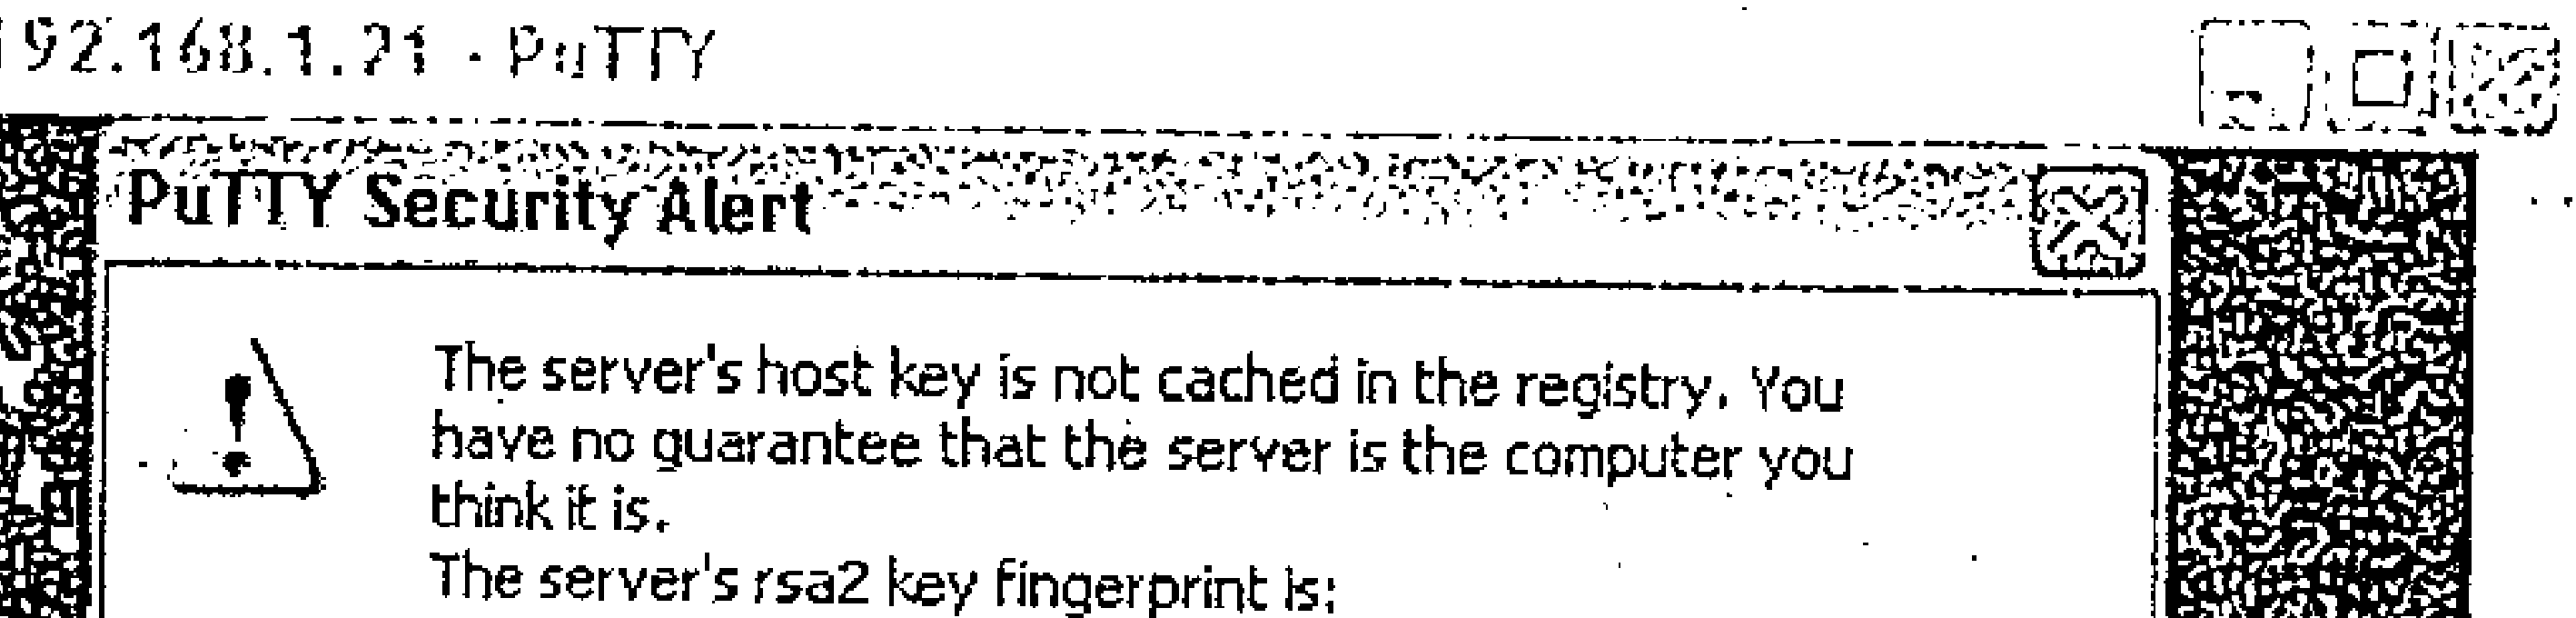 192.168.1.21 - PuTTY
PuTTY Security Alert
The server's host key is not cached in the registry. You
have no guarantee that the server is the computer you
think it is.
The server's rsa2 key fingerprint is: